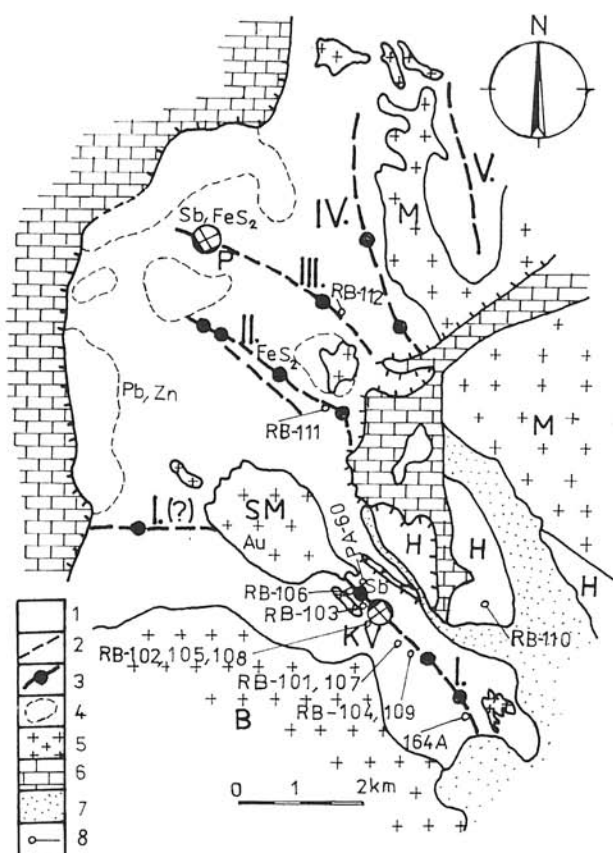 N
Sb, FeS₂
P
IV.
M
V.
III.
RB-112
II.
FeS₂
Pb, Zn
RB-111
M
I.(?)
SM
Au
PA-60
H
H
H
Sb
RB-106
RB-103
K
RB-110
RB-102, 105, 108
RB-101, 107
I.
RB-104, 109
B
164A
0 1 2km
1
2
3
4
5
6
7
8